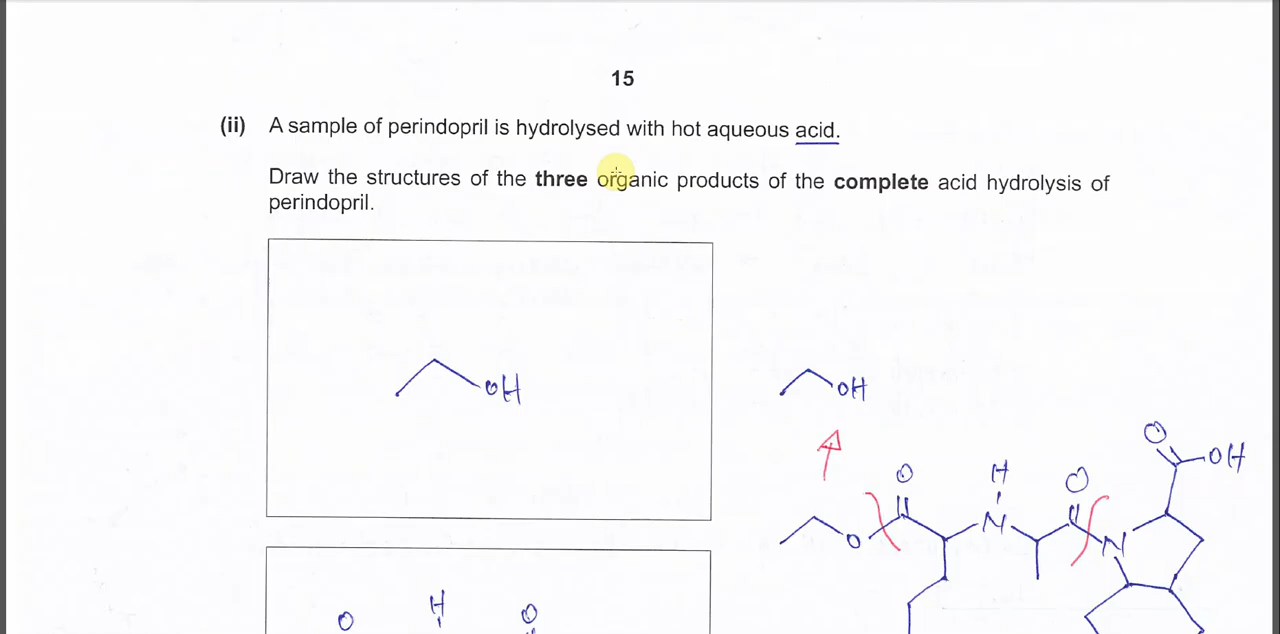 15
(ii) A sample of perindopril is hydrolysed with hot aqueous acid.
Draw the structures of the three organic products of the complete acid hydrolysis of
perindopril.
OH
OH
O
OH
O
H
O
O
N
N
O
H
O